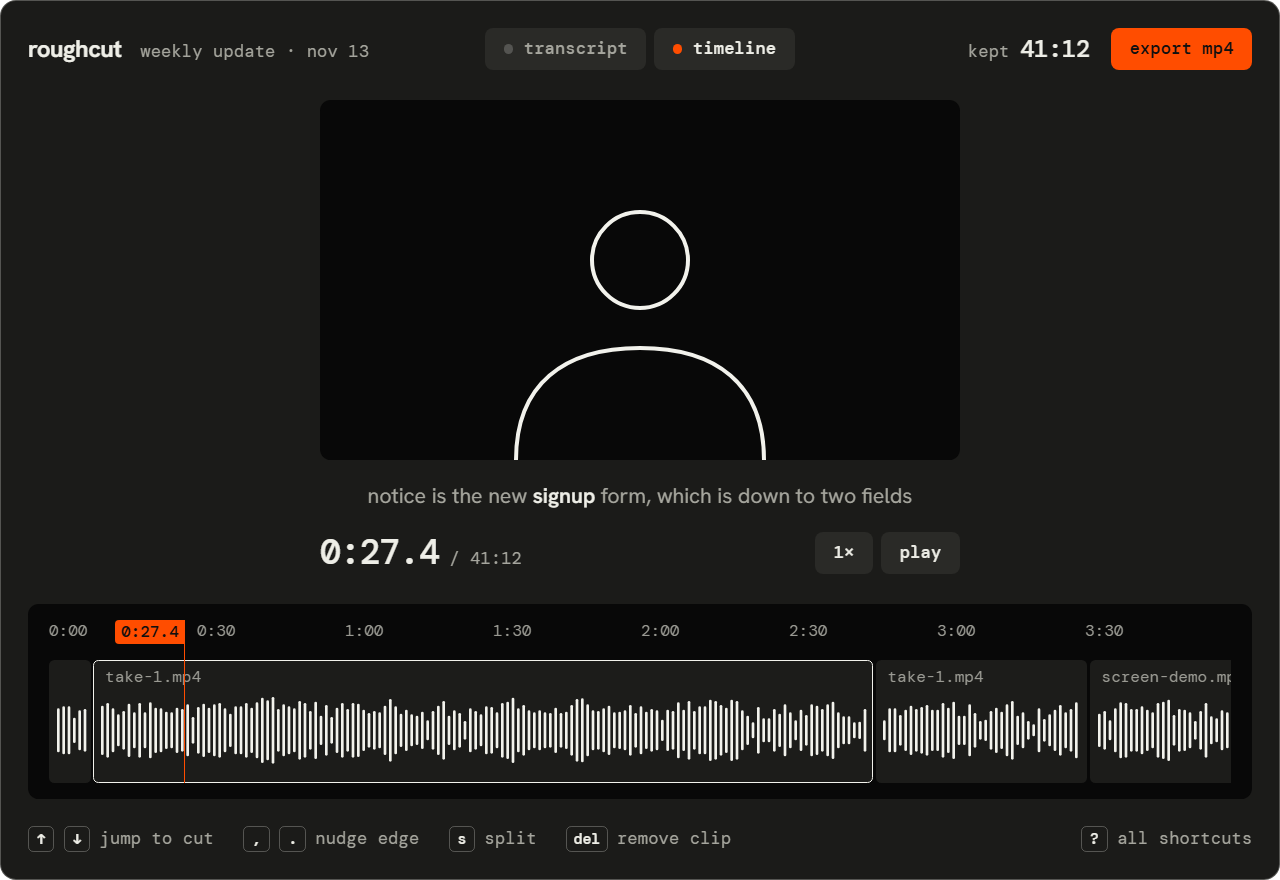 roughcut weekly update · nov 13 transcript timeline kept 41:12 export mp4
notice is the new signup form, which is down to two fields
0:27.4 / 41:12 1× play
0:00 0:27.4 0:30 1:00 1:30 2:00 2:30 3:00 3:30
take-1.mp4 take-1.mp4 screen-demo.mp
↑ ↓ jump to cut , . nudge edge s split del remove clip ? all shortcuts